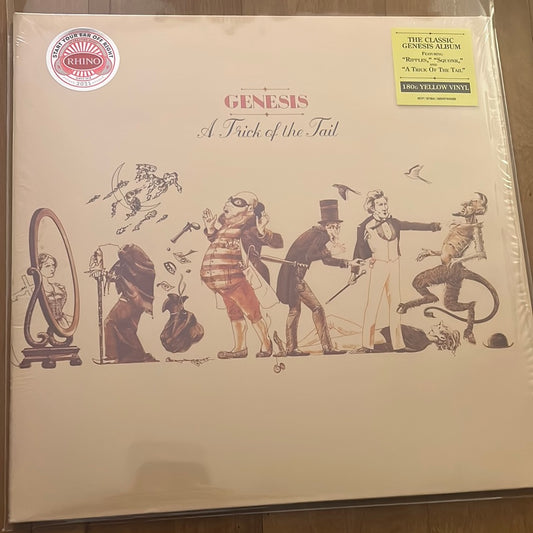 START YOUR EAR OFF RIGHT
RHINO
2021
GENESIS
A Trick of the Tail
THE CLASSIC
GENESIS ALBUM
FEATURING
"RIPPLES," "SQUONK,"
AND
"A TRICK OF THE TAIL"
180G YELLOW VINYL